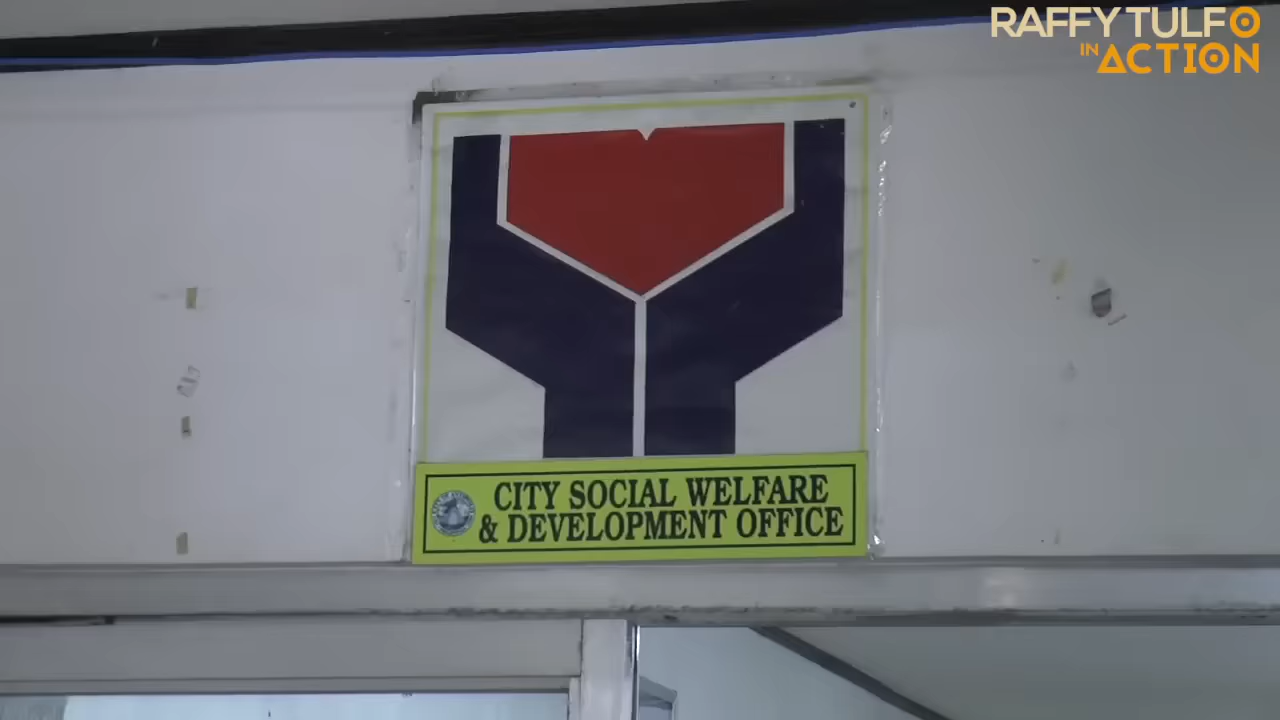 RAFFY TULFO
IN ACTION
CITY SOCIAL WELFARE
& DEVELOPMENT OFFICE